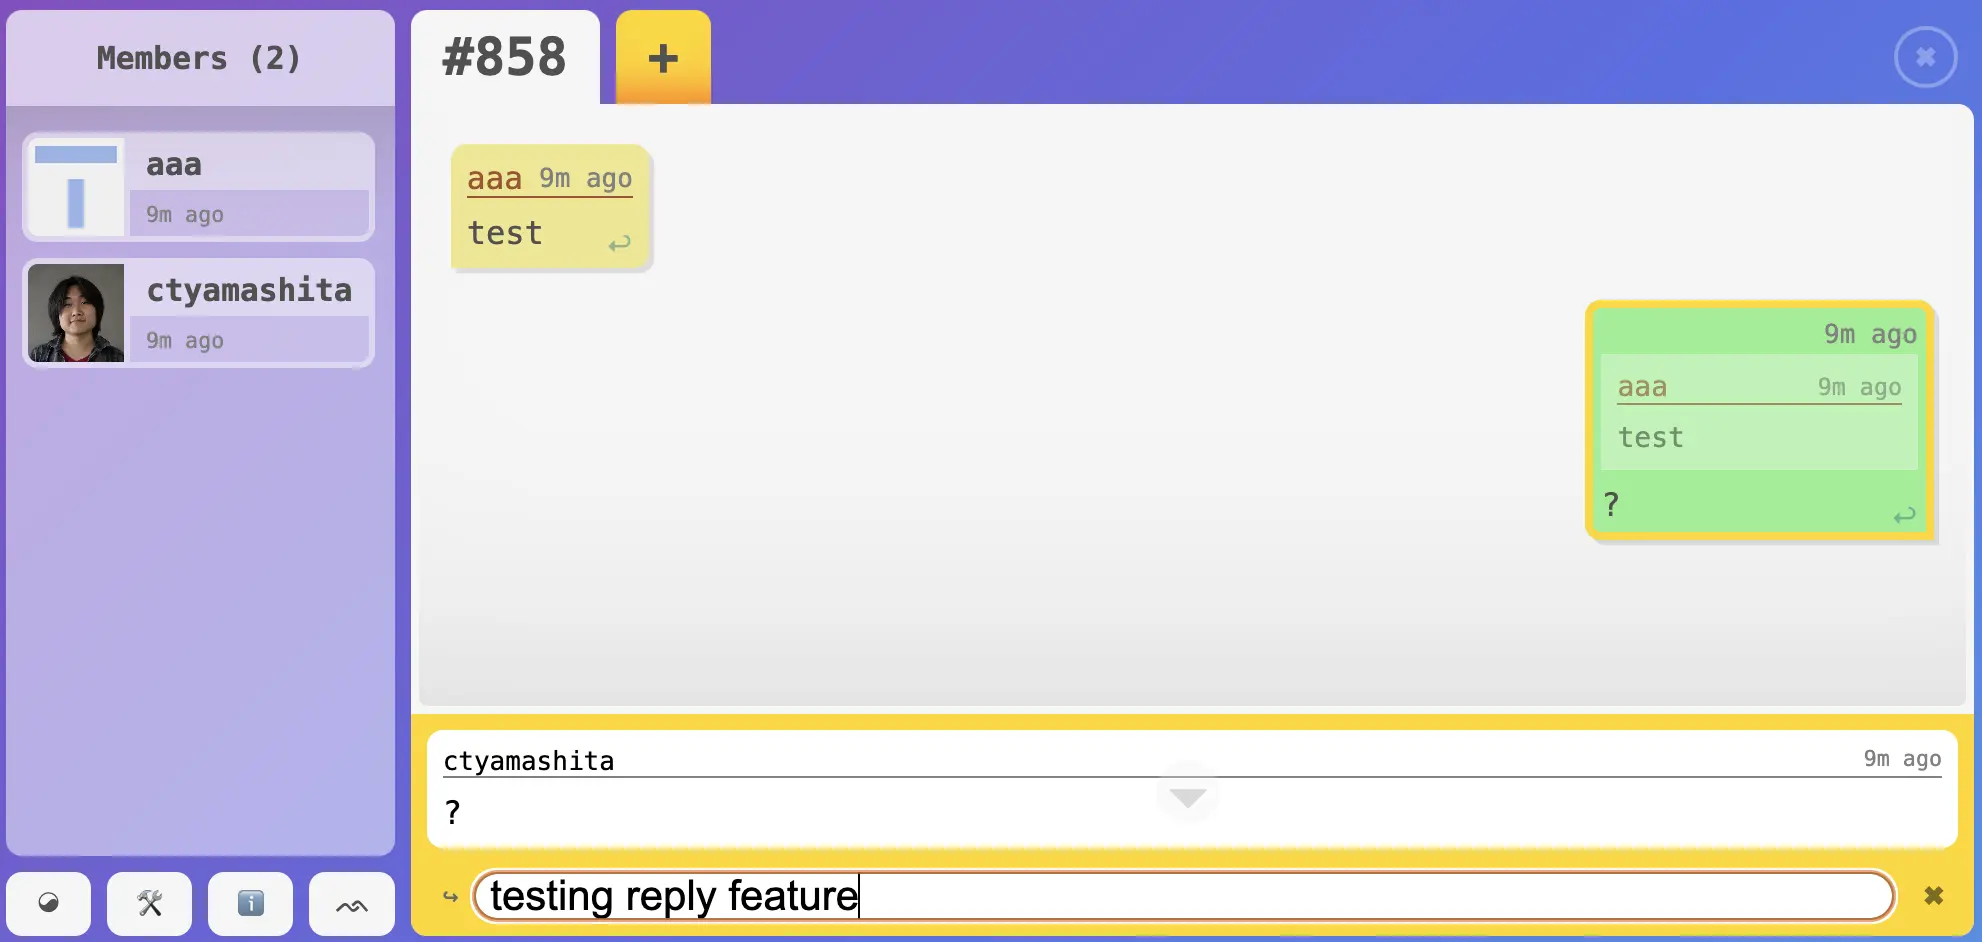 Members (2)
aaa
9m ago
ctyamashita
9m ago
#858
+
aaa 9m ago
test
9m ago
aaa 9m ago
test
?
ctyamashita 9m ago
?
testing reply feature